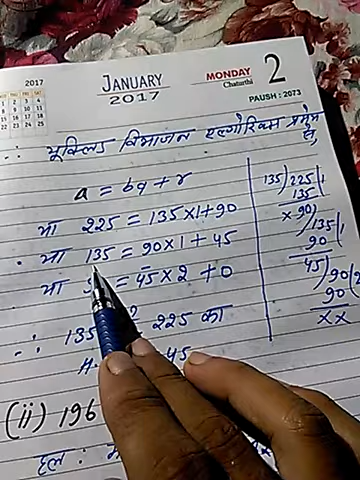 2017
JANUARY
2017
MONDAY 2
Chaturthi
PAUSH : 2073
∴ यूक्लिड विभाजन एल्गोरिथ्म प्रमेय से,
a = bq + r
या 225 = 135×1+90
या 135 = 90×1 + 45
या = 45×2 + 0
∴ 135 225 का
H. 45
(ii) 196
हल :
135)225(1
135
× 90)135(1
90
45)90(2
90
××